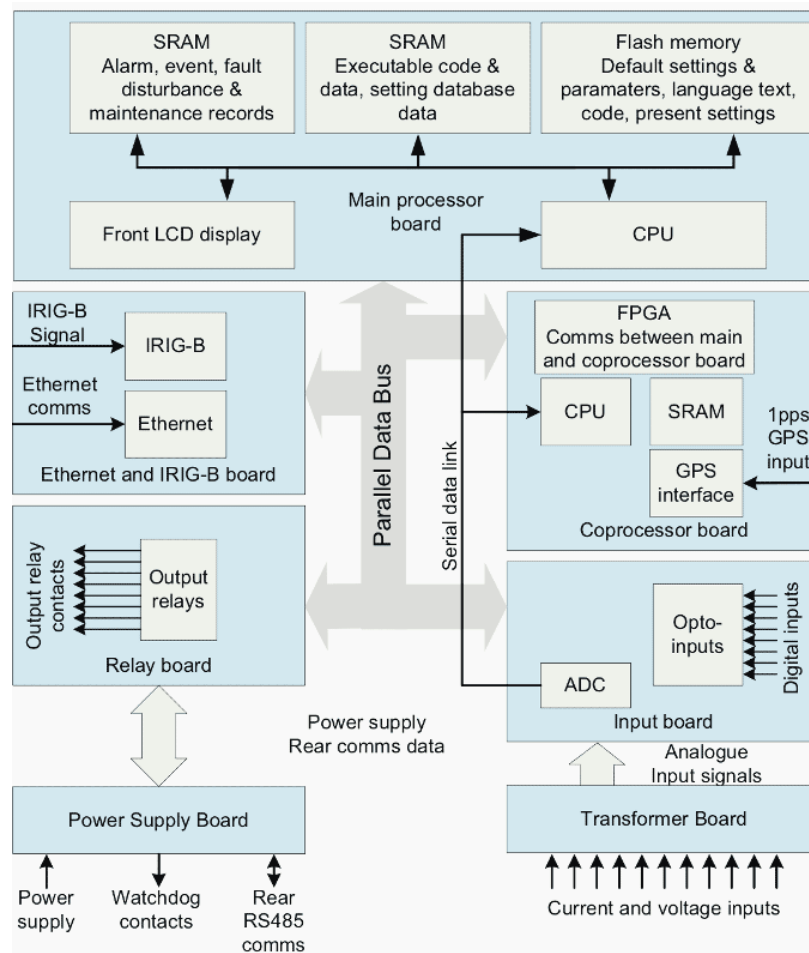 SRAM
Alarm, event, fault
disturbance &
maintenance records
SRAM
Executable code &
data, setting database
data
Flash memory
Default settings &
paramaters, language text,
code, present settings
Front LCD display
Main processor
board
CPU
IRIG-B
Signal
IRIG-B
Ethernet
comms
Ethernet
Ethernet and IRIG-B board
Parallel Data Bus
Serial data link
FPGA
Comms between main
and coprocessor board
CPU
SRAM
1pps
GPS
input
GPS
interface
Coprocessor board
Output relay
contacts
Output
relays
Relay board
Opto-
inputs
Digital inputs
ADC
Input board
Power supply
Rear comms data
Analogue
Input signals
Power Supply Board
Transformer Board
Power
supply
Watchdog
contacts
Rear
RS485
comms
Current and voltage inputs